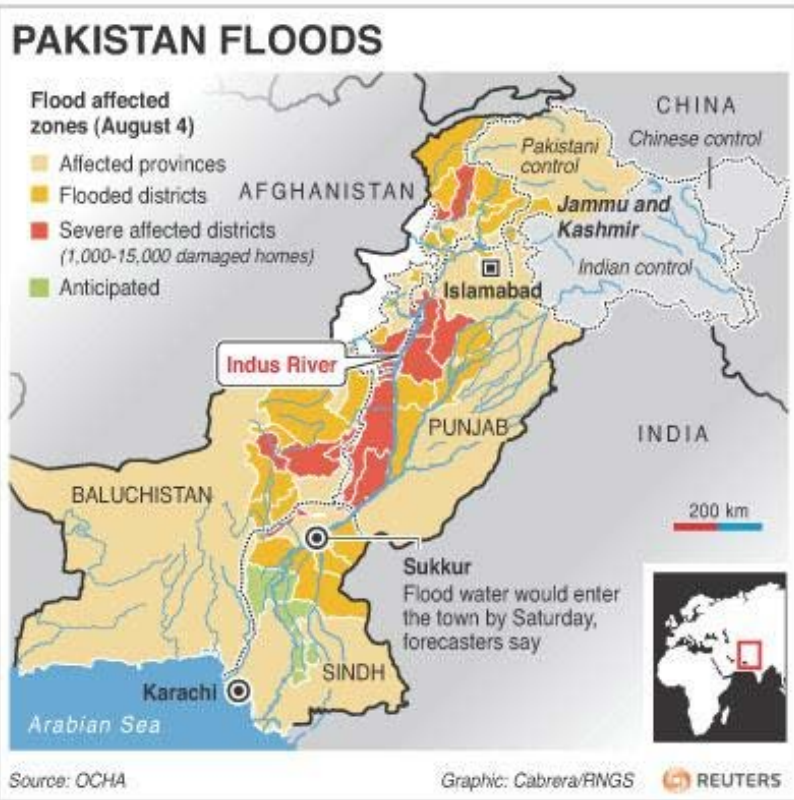 PAKISTAN FLOODS
Flood affected
zones (August 4)
Affected provinces
Flooded districts
Severe affected districts
(1,000-15,000 damaged homes)
Anticipated
AFGHANISTAN
CHINA
Chinese control
Pakistani
control
Jammu and
Kashmir
Indian control
Islamabad
Indus River
PUNJAB
INDIA
BALUCHISTAN
200 km
Sukkur
Flood water would enter
the town by Saturday,
forecasters say
SINDH
Karachi
Arabian Sea
Source: OCHA
Graphic: Cabrera/RNGS
REUTERS